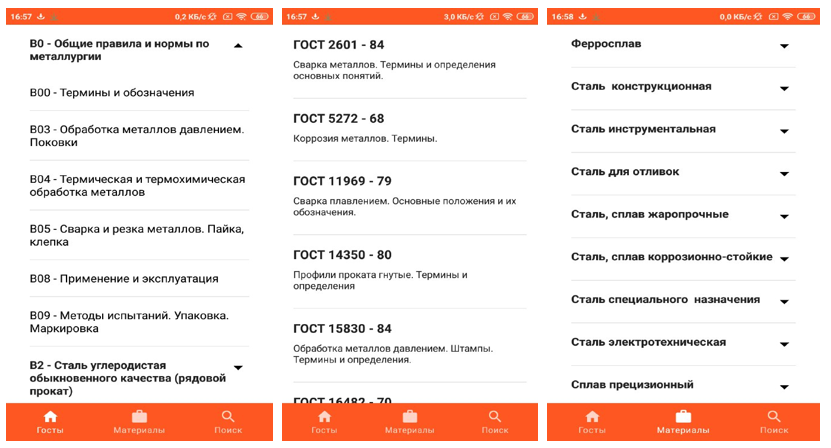 16:57
0,2 КБ/с
66
В0 - Общие правила и нормы по
металлургии
В00 - Термины и обозначения
В03 - Обработка металлов давлением.
Поковки
В04 - Термическая и термохимическая
обработка металлов
В05 - Сварка и резка металлов. Пайка,
клепка
В08 - Применение и эксплуатация
В09 - Методы испытаний. Упаковка.
Маркировка
В2 - Сталь углеродистая
обыкновенного качества (рядовой
прокат)
Госты
Материалы
Поиск
16:57
3,0 КБ/с
66
ГОСТ 2601 - 84
Сварка металлов. Термины и определения
основных понятий.
ГОСТ 5272 - 68
Коррозия металлов. Термины.
ГОСТ 11969 - 79
Сварка плавлением. Основные положения и их
обозначения.
ГОСТ 14350 - 80
Профили проката гнутые. Термины и
определения
ГОСТ 15830 - 84
Обработка металлов давлением. Штампы.
Термины и определения.
ГОСТ 16482 - 70
Госты
Материалы
Поиск
16:58
0,0 КБ/с
66
Ферросплав
Сталь конструкционная
Сталь инструментальная
Сталь для отливок
Сталь, сплав жаропрочные
Сталь, сплав коррозионно-стойкие
Сталь специального назначения
Сталь электротехническая
Сплав прецизионный
Госты
Материалы
Поиск